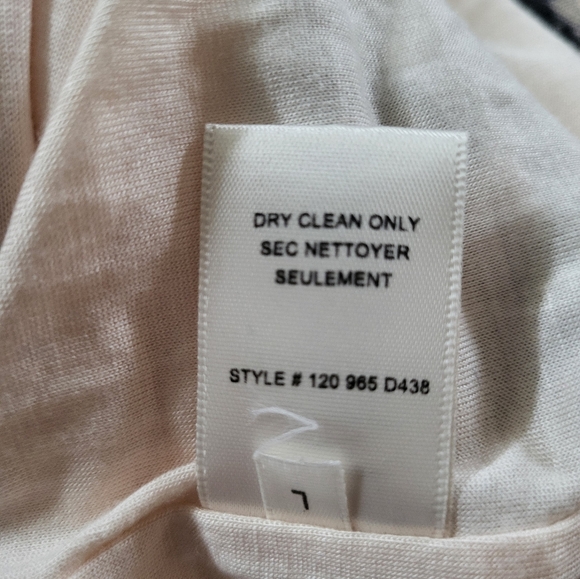 DRY CLEAN ONLY
SEC NETTOYER
SEULEMENT
STYLE # 120 965 D438
L